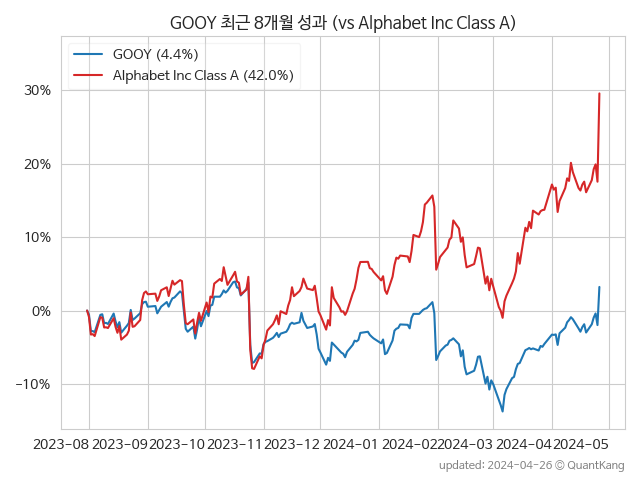 GOOY 최근 8개월 성과 (vs Alphabet Inc Class A)
GOOY (4.4%)
Alphabet Inc Class A (42.0%)
30%
20%
10%
0%
−10%
2023-08 2023-09 2023-10 2023-11 2023-12 2024-01 2024-02 2024-03 2024-04 2024-05
updated: 2024-04-26 © QuantKang